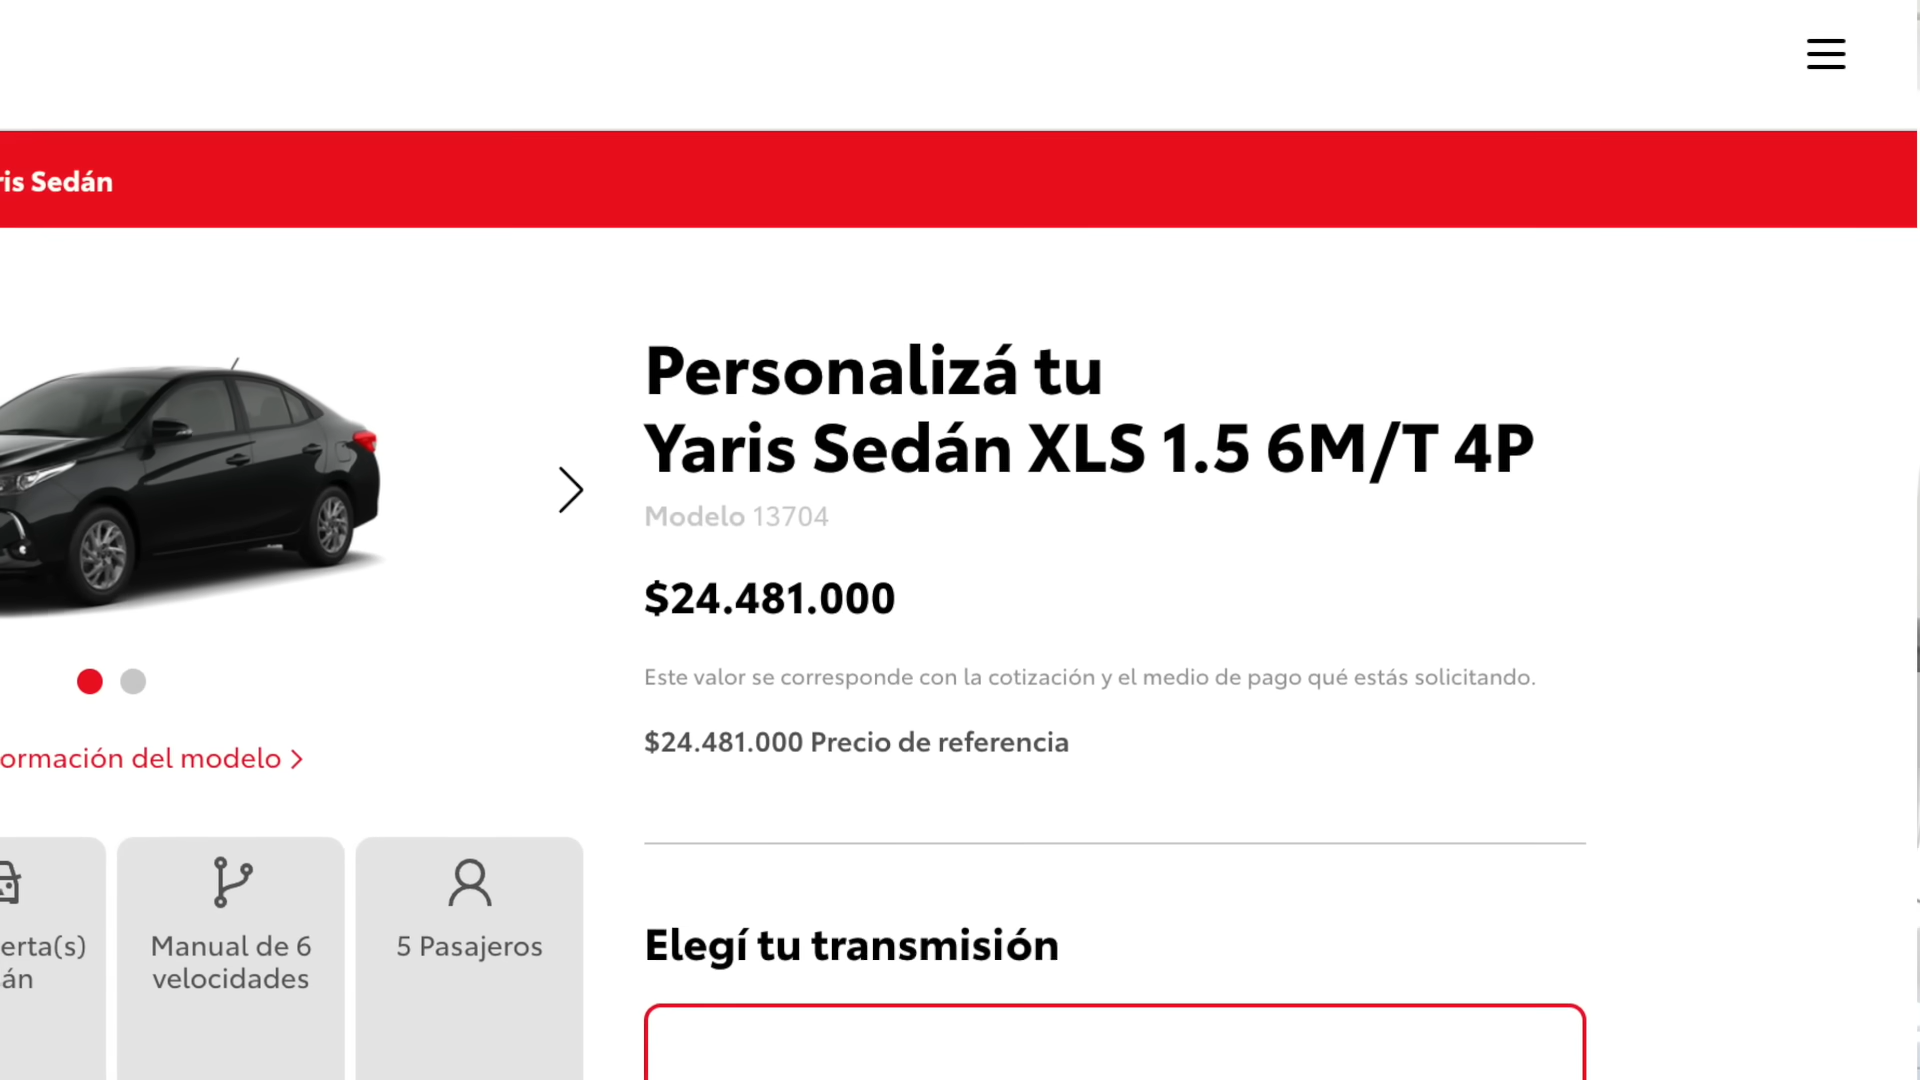 ris Sedán
Personalizá tu
Yaris Sedán XLS 1.5 6M/T 4P
Modelo 13704
$24.481.000
Este valor se corresponde con la cotización y el medio de pago qué estás solicitando.
$24.481.000 Precio de referencia
ormación del modelo
erta(s)
án
Manual de 6
velocidades
5 Pasajeros
Elegí tu transmisión